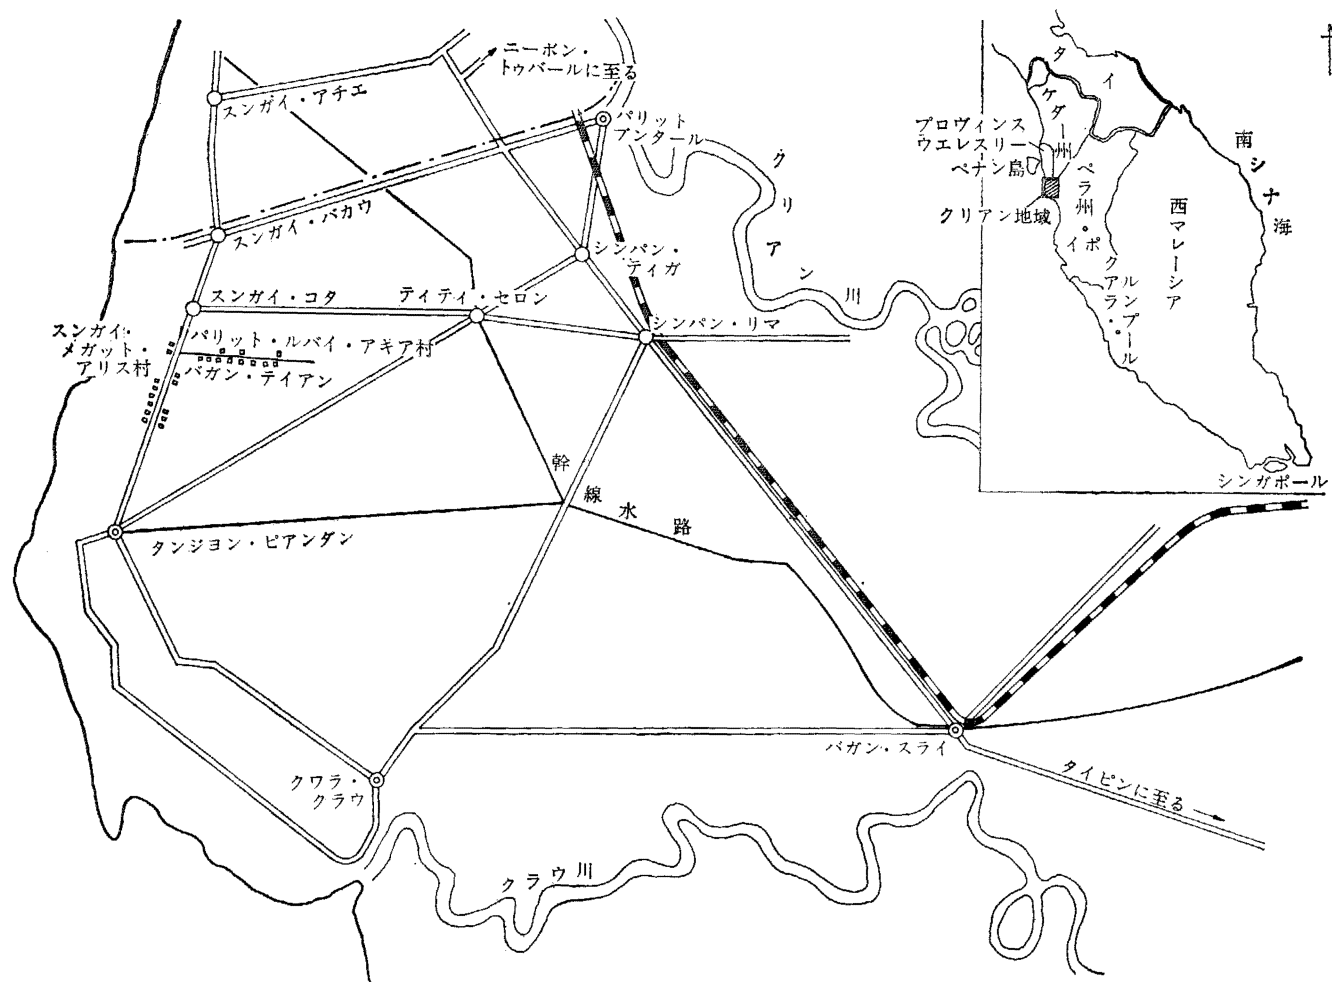 ニーボン・
トゥバールに至る
スンガイ・アチエ
パリット
ブンタール
クリアン川
スンガイ・バカウ
シンパン・
ティガ
スンガイ・コタ
ティティ・セロン
シンパン・リマ
スンガイ・
メガット・
アリス村
パリット・ルバイ・アキア村
バガン・テイアン
幹線水路
タンジヨン・ピアンダン
バガン・スライ
クワラ・
クラウ
タイピンに至る
クラウ川
タイ
ケダー州
プロヴィンス
ウエレスリー
ペナン島
クリアン地域
ペラ州
イポ
クアラ・
ルンプール
西マレーシア
南シナ海
シンガポール